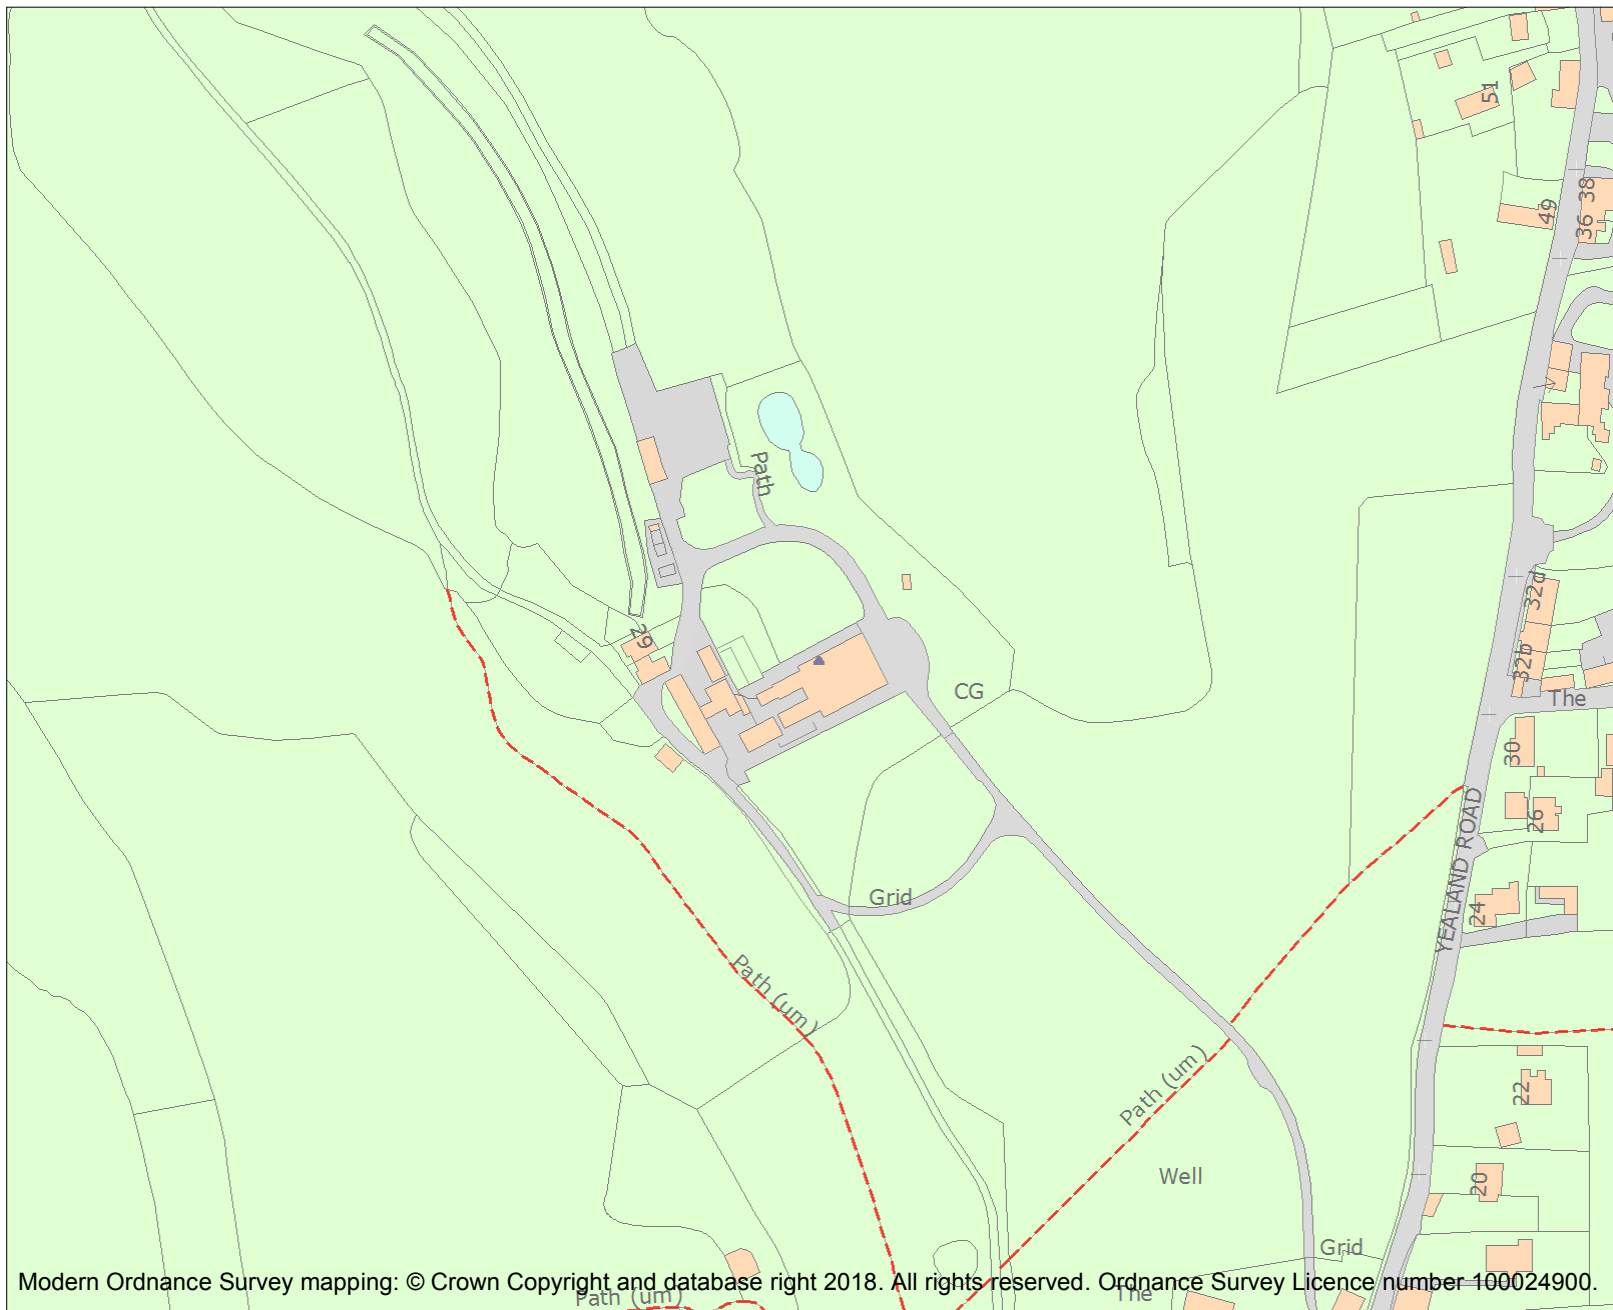 51
38
49
36
Path
32d
29
32b
CG
The
30
26
YEALAND ROAD
Grid
24
Path (um)
Path (um)
22
Well
20
Grid
Modern Ordnance Survey mapping: © Crown Copyright and database right 2018. All rights reserved. Ordnance Survey Licence number 100024900.
Path (um)
The